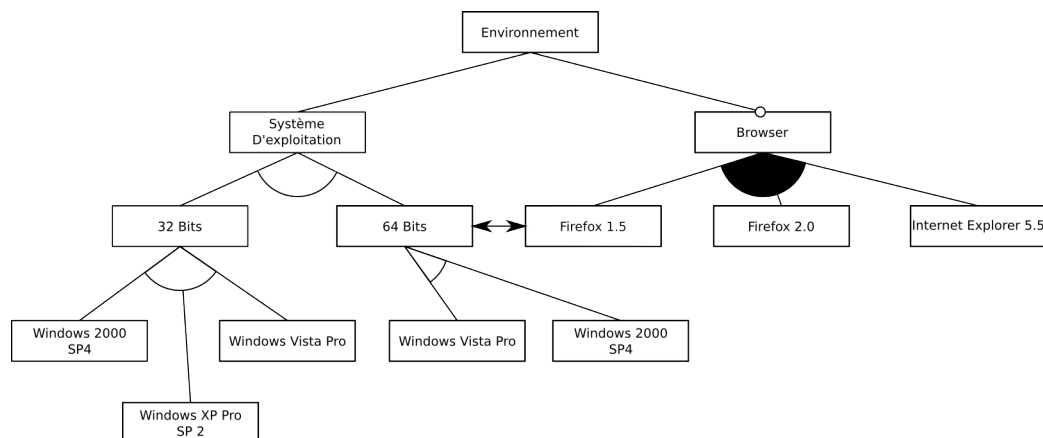 Environnement
Système
D'exploitation
Browser
32 Bits
64 Bits
Firefox 1.5
Firefox 2.0
Internet Explorer 5.5
Windows 2000
SP4
Windows Vista Pro
Windows Vista Pro
Windows 2000
SP4
Windows XP Pro
SP 2